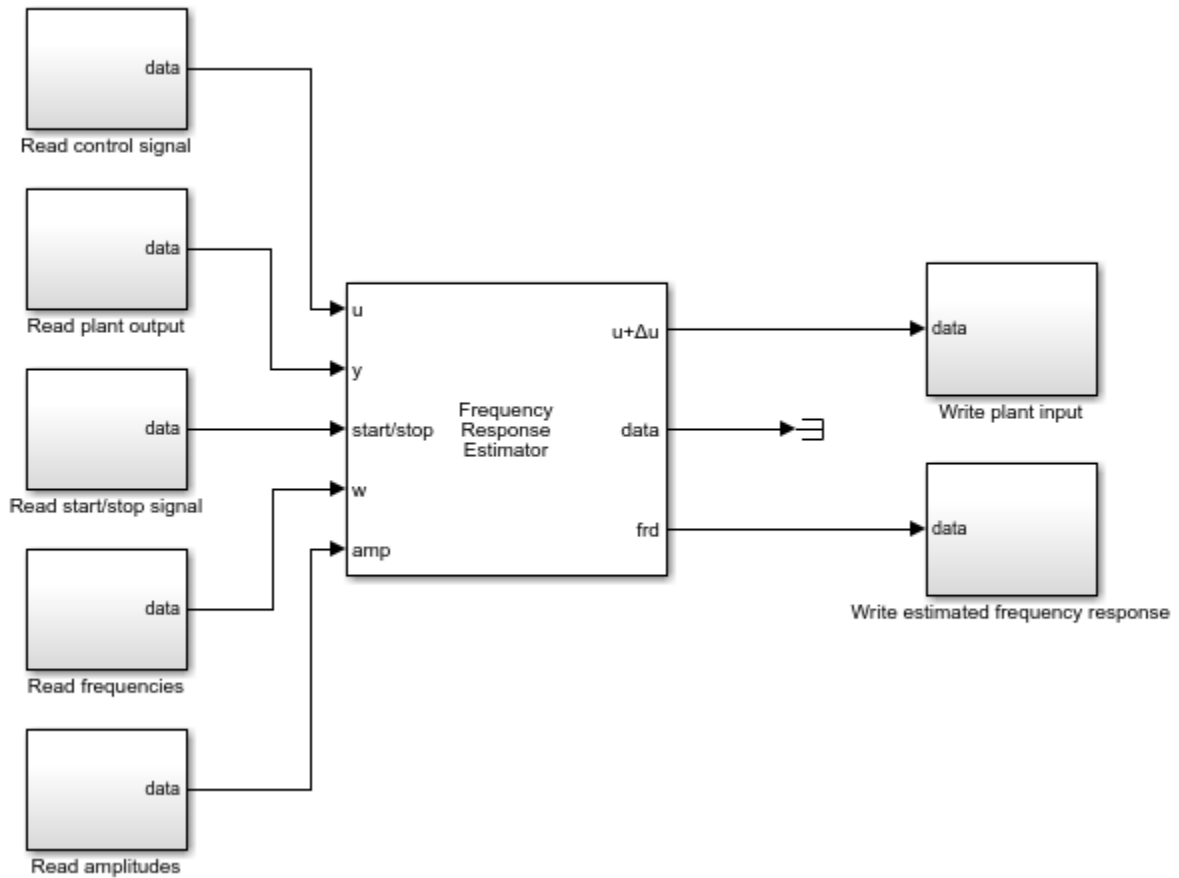 data
Read control signal
data
Read plant output
data
Read start/stop signal
data
Read frequencies
data
Read amplitudes
u
y
start/stop
w
amp
Frequency
Response
Estimator
u+Δu
data
frd
data
Write plant input
data
Write estimated frequency response